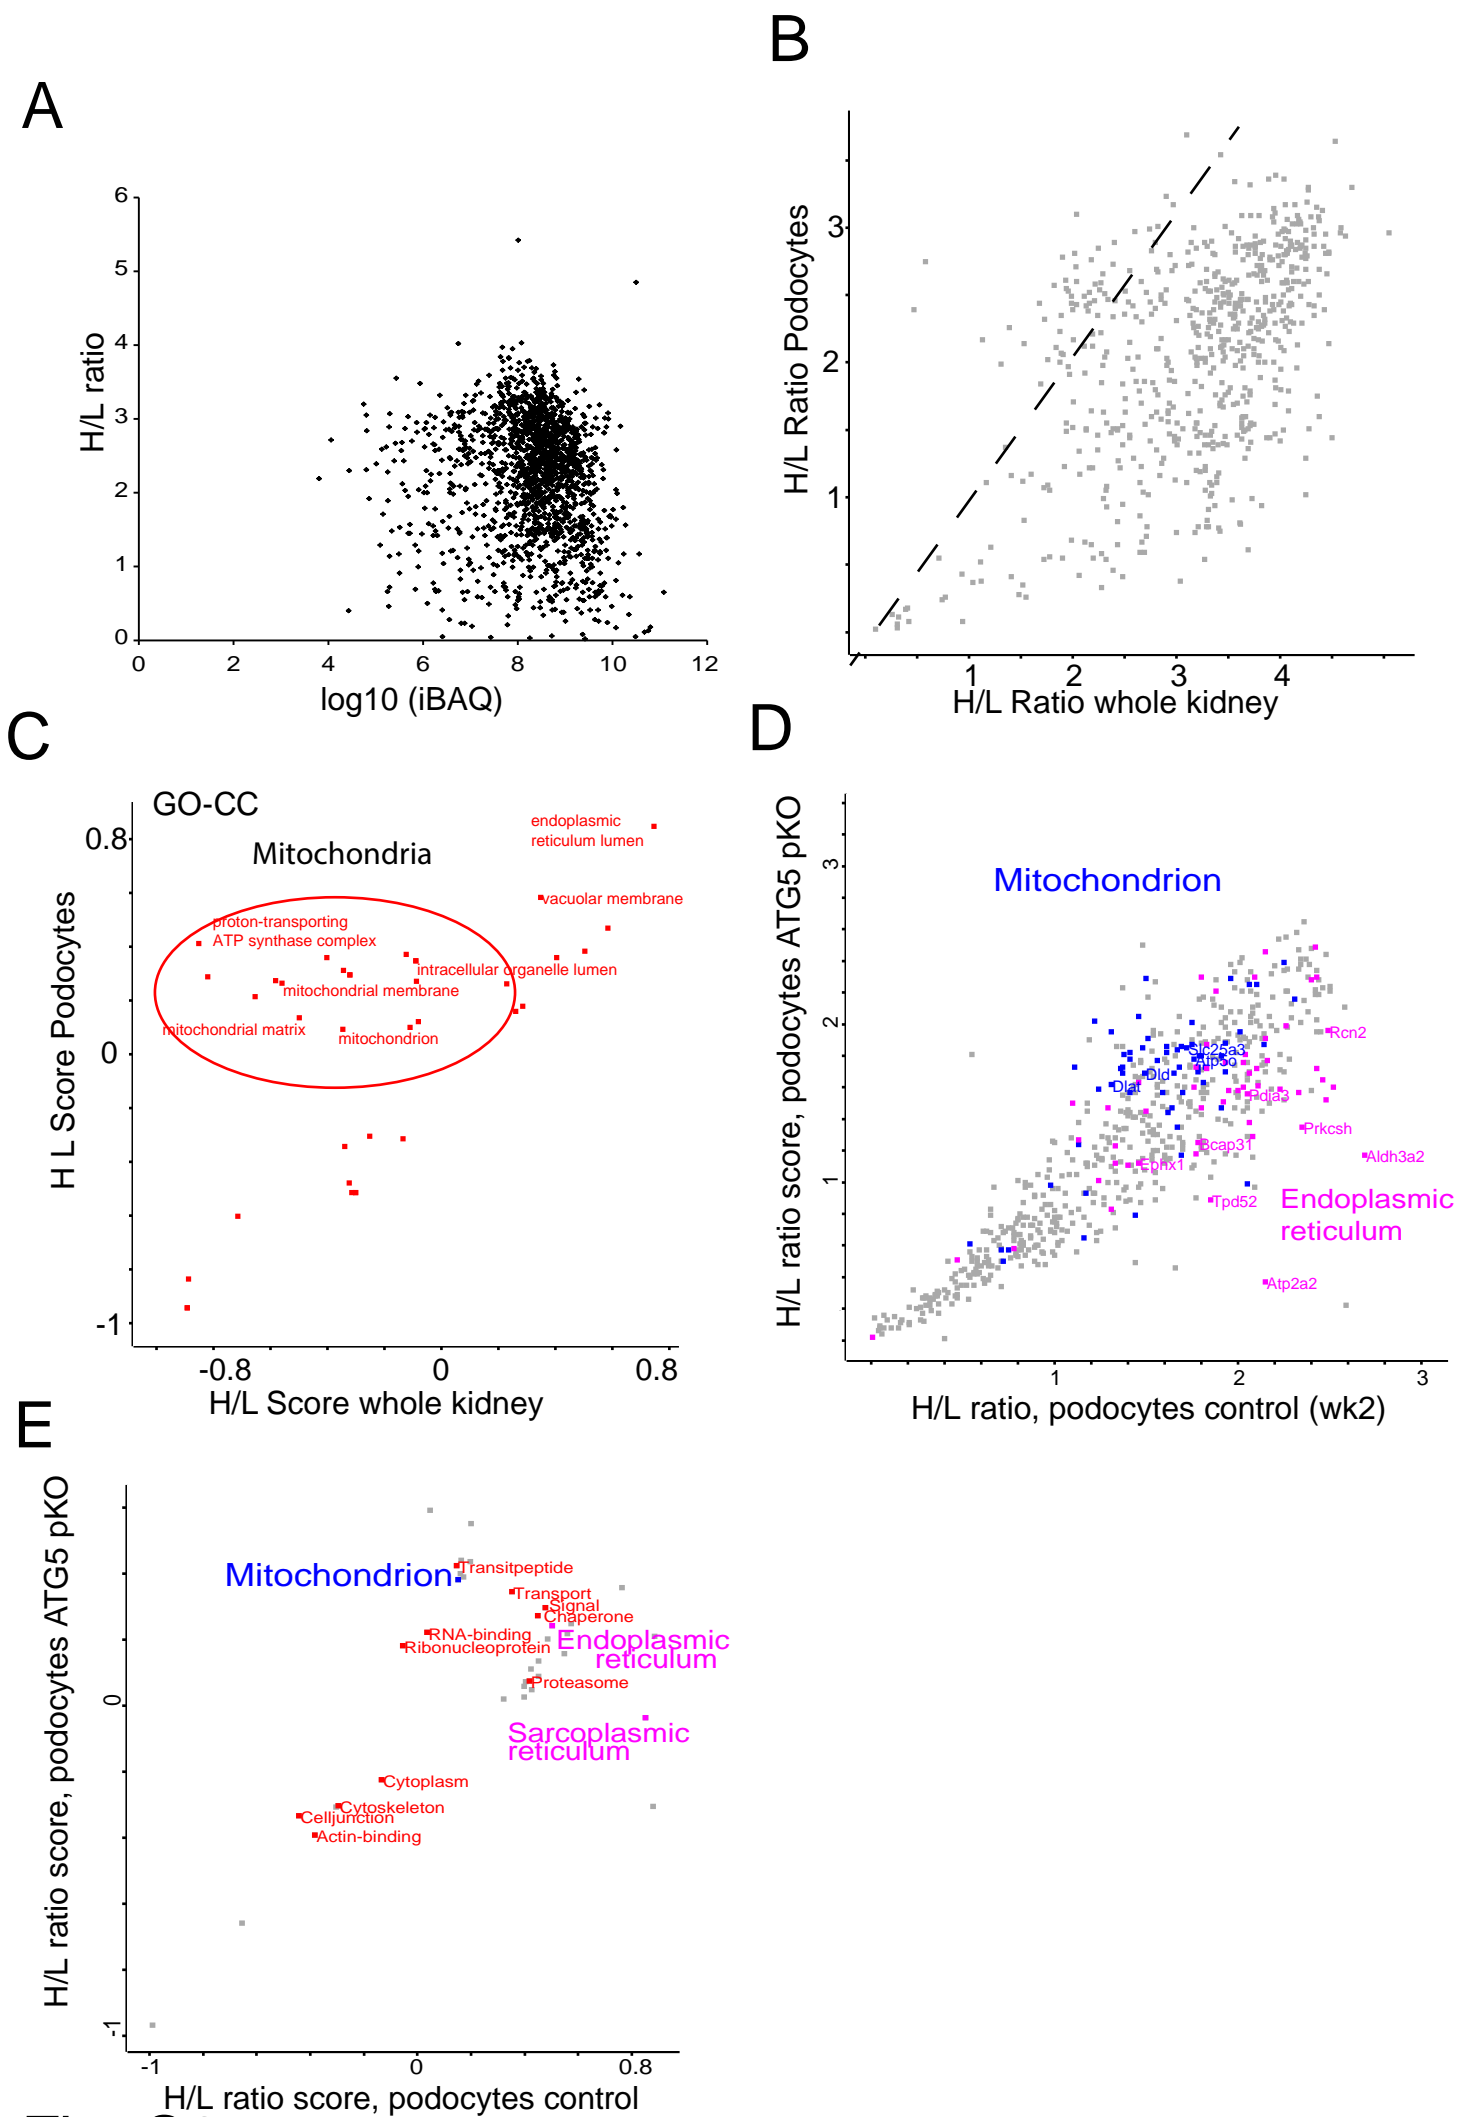 A
6
5
4
3
2
1
0
H/L ratio
0 2 4 6 8 10 12
log10 (iBAQ)
B
3
2
1
H/L Ratio Podocytes
1 2 3 4
H/L Ratio whole kidney
C
GO-CC
Mitochondria
0.8
0
-1
H L Score Podocytes
endoplasmic
reticulum lumen
vacuolar membrane
proton-transporting
ATP synthase complex
intracellular organelle lumen
mitochondrial membrane
mitochondrial matrix
mitochondrion
-0.8 0 0.8
H/L Score whole kidney
D
3
2
1
H/L ratio score, podocytes ATG5 pKO
Mitochondrion
Slc25a3
Atp5o
Dld
Dlat
Rcn2
Pdia3
Prkcsh
Bcap31
Aldh3a2
Ephx1
Tpd52
Endoplasmic
reticulum
Atp2a2
1 2 3
H/L ratio, podocytes control (wk2)
E
0
-1
H/L ratio score, podocytes ATG5 pKO
Mitochondrion
Transitpeptide
Transport
Signal
Chaperone
RNA-binding
Ribonucleoprotein
Endoplasmic
reticulum
Proteasome
Sarcoplasmic
reticulum
Cytoplasm
Cytoskeleton
Celljunction
Actin-binding
-1 0 0.8
H/L ratio score, podocytes control